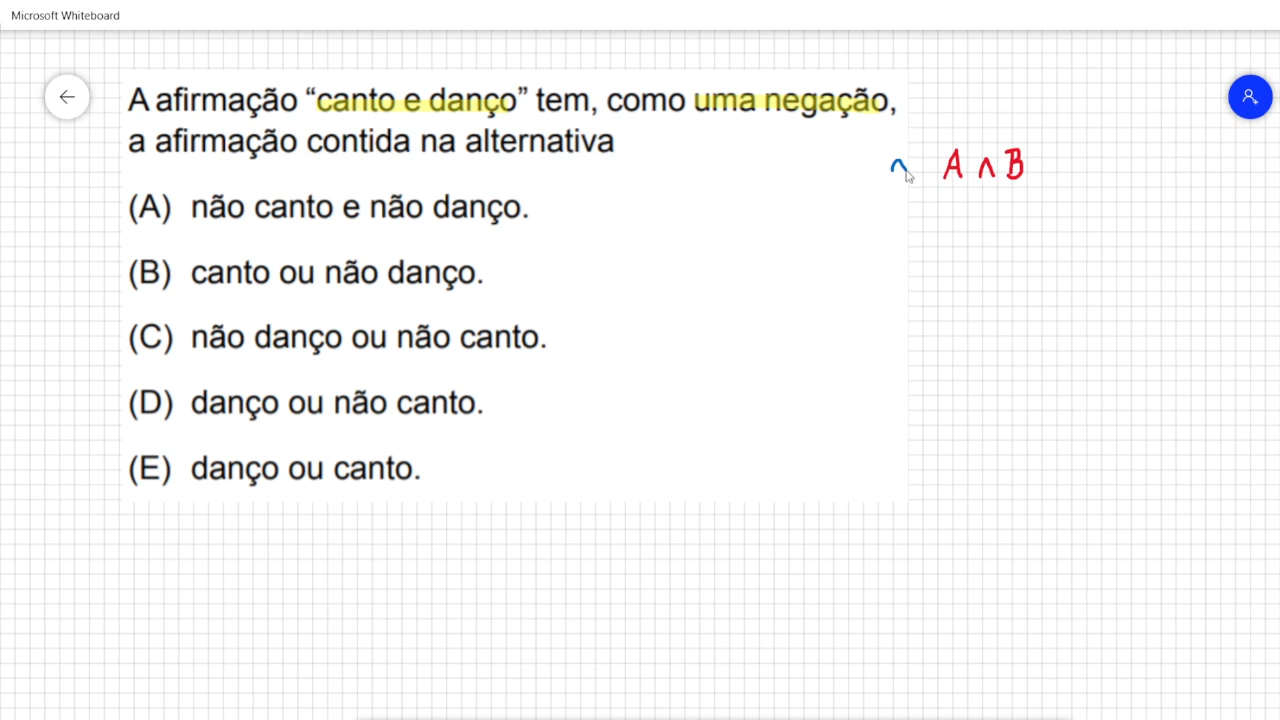 Microsoft Whiteboard
A afirmação “canto e danço” tem, como uma negação,
a afirmação contida na alternativa
A ∧ B
(A) não canto e não danço.
(B) canto ou não danço.
(C) não danço ou não canto.
(D) danço ou não canto.
(E) danço ou canto.